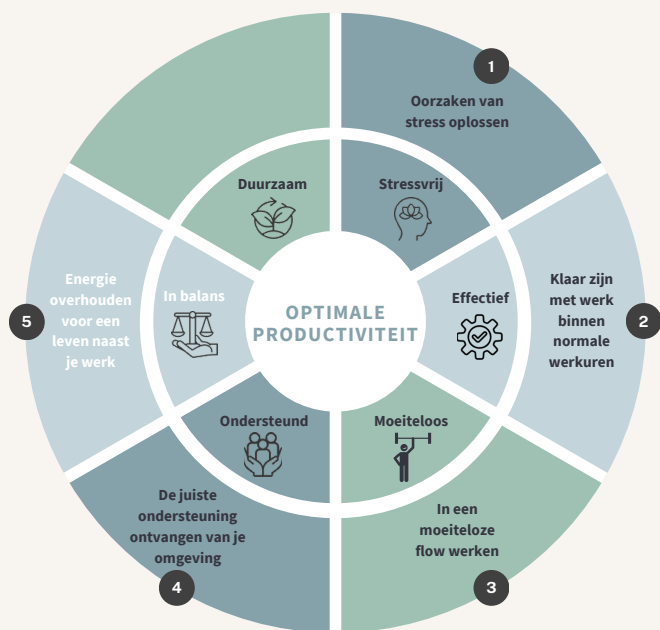 1
Oorzaken van
stress oplossen
Duurzaam
Stressvrij
Energie
overhouden
voor een
leven naast
je werk
5
In balans
OPTIMALE
PRODUCTIVITEIT
Effectief
Klaar zijn
met werk
binnen
normale
werkuren
2
Ondersteund
Moeiteloos
De juiste
ondersteuning
ontvangen van je
omgeving
4
In een
moeiteloze
flow werken
3